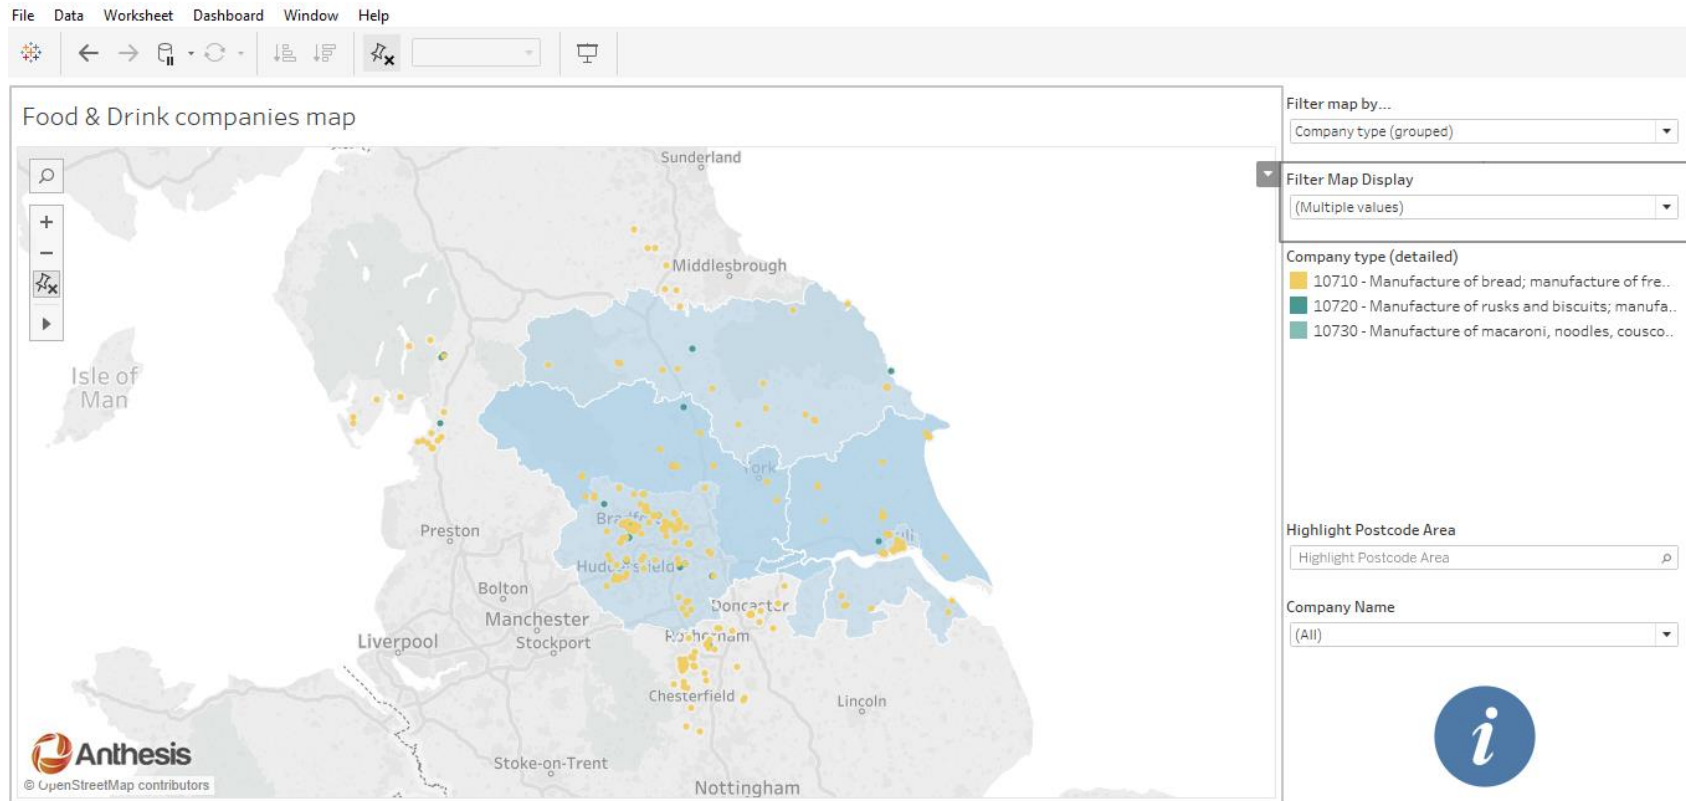 File Data Worksheet Dashboard Window Help
Food & Drink companies map
Filter map by...
Company type (grouped)
Filter Map Display
(Multiple values)
Company type (detailed)
10710 - Manufacture of bread; manufacture of fre..
10720 - Manufacture of rusks and biscuits; manufa..
10730 - Manufacture of macaroni, noodles, cousco..
Highlight Postcode Area
Highlight Postcode Area
Company Name
(All)
i
Sunderland
Middlesbrough
Isle of
Man
York
Preston
Huddersfield
Bolton
Doncaster
Manchester
Liverpool
Stockport
Rotherham
Chesterfield
Lincoln
Anthesis
Stoke-on-Trent
© OpenStreetMap contributors
Nottingham